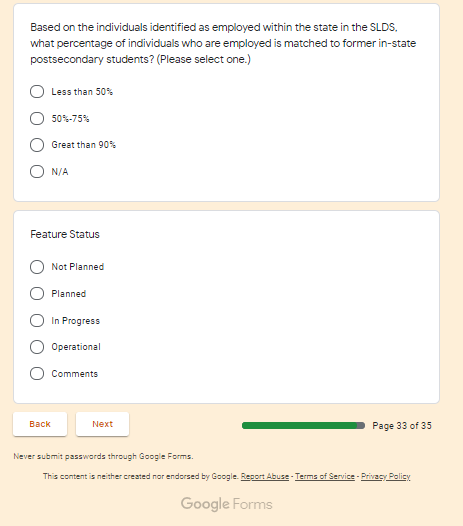 Based on the individuals identified as employed within the state in the SLDS,
what percentage of individuals who are employed is matched to former in-state
postsecondary students? (Please select one.)
Less than 50%
50%-75%
Great than 90%
N/A
Feature Status
Not Planned
Planned
In Progress
Operational
Comments
Back
Next
Page 33 of 35
Never submit passwords through Google Forms.
This content is neither created nor endorsed by Google. Report Abuse - Terms of Service - Privacy Policy
Google Forms